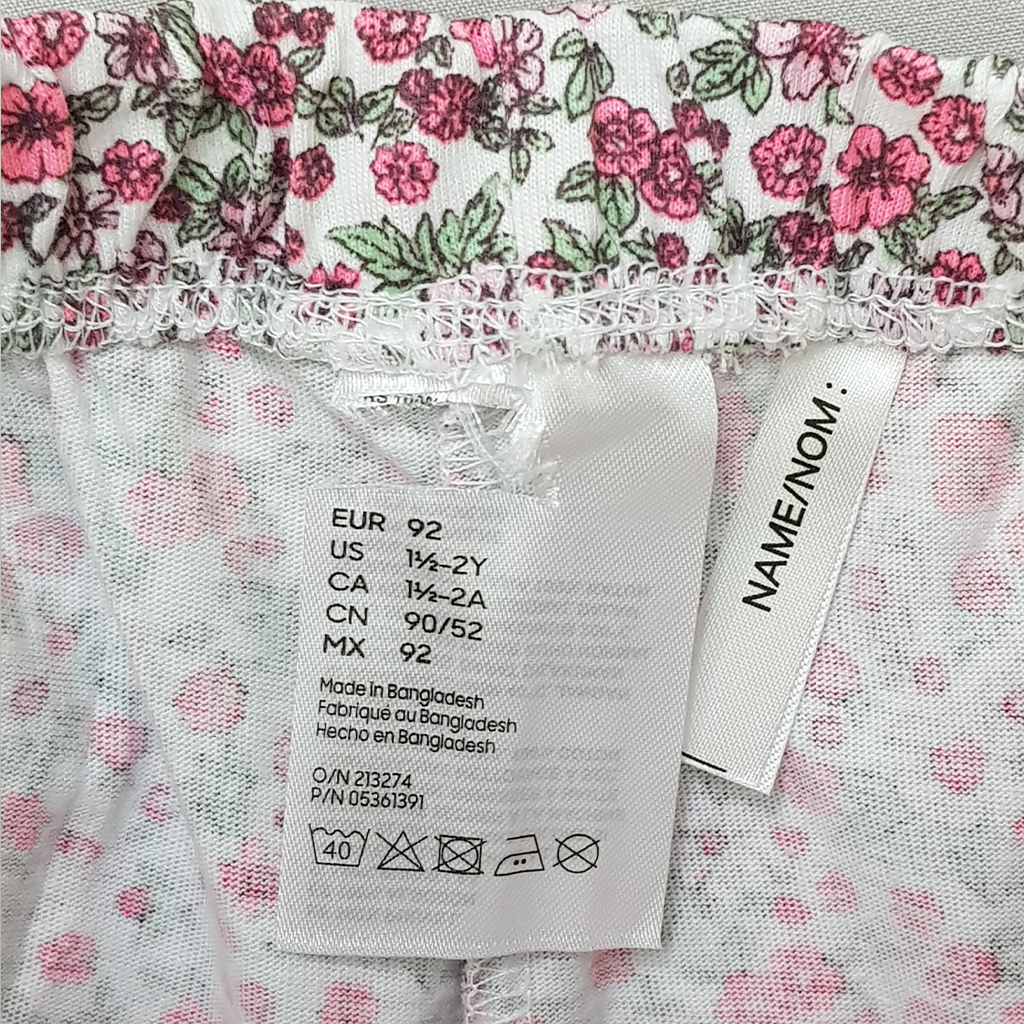 100%
EUR 92
US 1½-2Y
CA 1½-2A
CN 90/52
MX 92
Made in Bangladesh
Fabriqué au Bangladesh
Hecho en Bangladesh
O/N 213274
P/N 05361391
40
NAME/NOM :